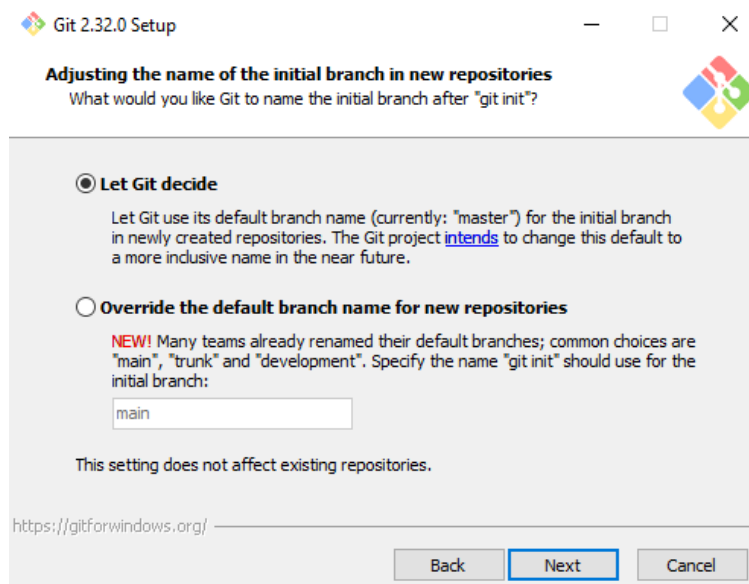 Git 2.32.0 Setup
Adjusting the name of the initial branch in new repositories
What would you like Git to name the initial branch after "git init"?
Let Git decide
Let Git use its default branch name (currently: "master") for the initial branch
in newly created repositories. The Git project intends to change this default to
a more inclusive name in the near future.
Override the default branch name for new repositories
NEW! Many teams already renamed their default branches; common choices are
"main", "trunk" and "development". Specify the name "git init" should use for the
initial branch:
main
This setting does not affect existing repositories.
https://gitforwindows.org/
Back Next Cancel